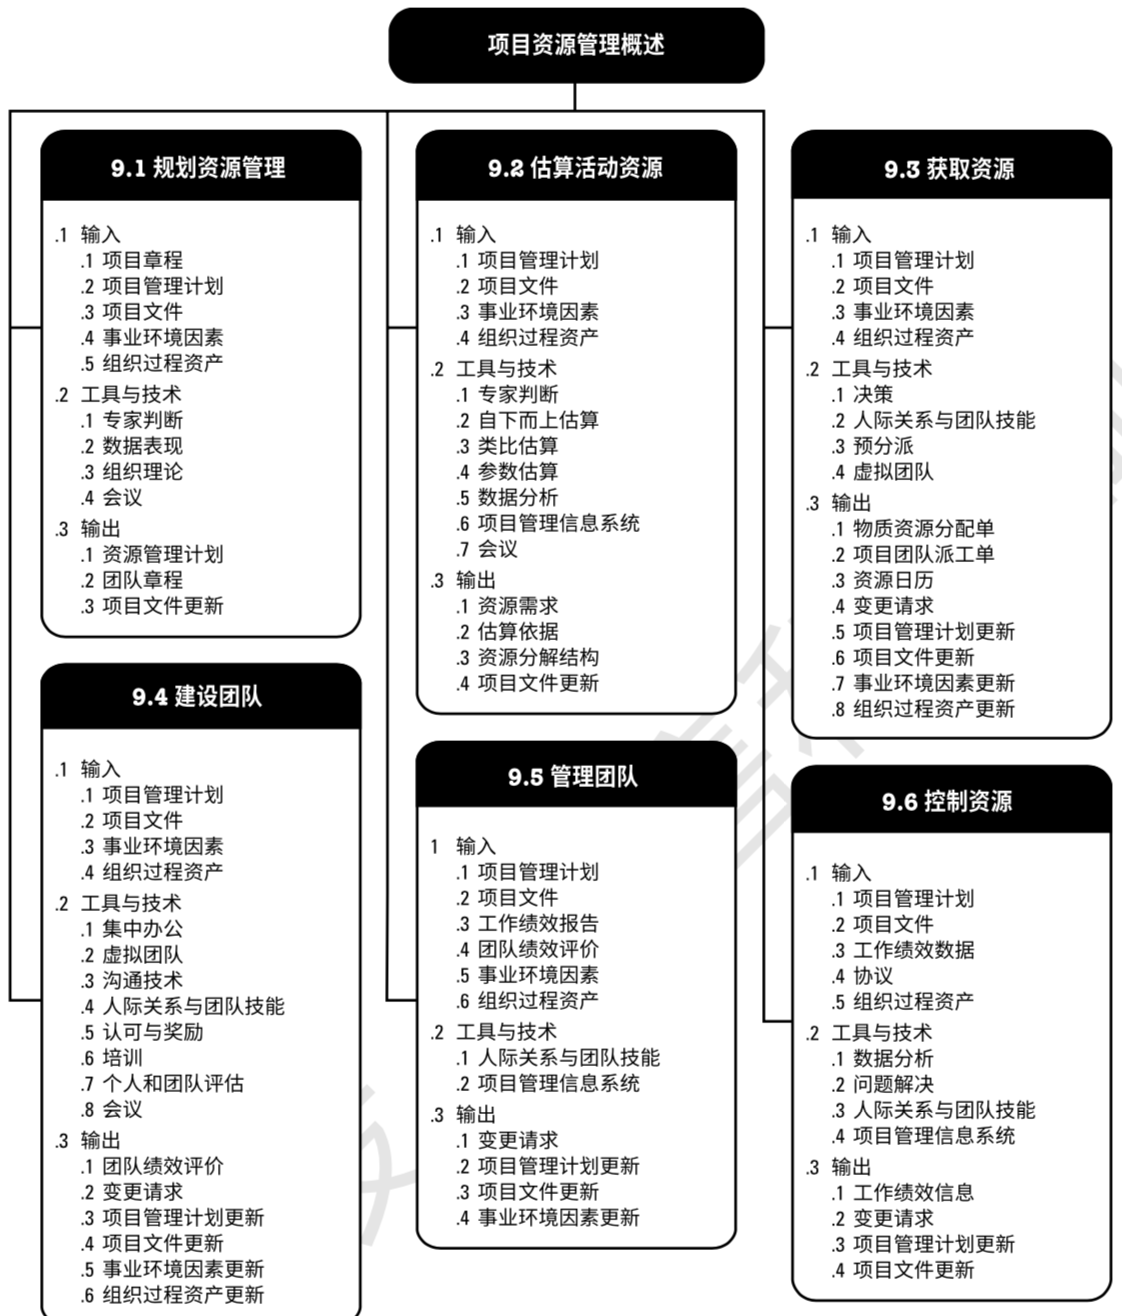 项目资源管理概述
9.1 规划资源管理
.1 输入
.1 项目章程
.2 项目管理计划
.3 项目文件
.4 事业环境因素
.5 组织过程资产
.2 工具与技术
.1 专家判断
.2 数据表现
.3 组织理论
.4 会议
.3 输出
.1 资源管理计划
.2 团队章程
.3 项目文件更新
9.2 估算活动资源
.1 输入
.1 项目管理计划
.2 项目文件
.3 事业环境因素
.4 组织过程资产
.2 工具与技术
.1 专家判断
.2 自下而上估算
.3 类比估算
.4 参数估算
.5 数据分析
.6 项目管理信息系统
.7 会议
.3 输出
.1 资源需求
.2 估算依据
.3 资源分解结构
.4 项目文件更新
9.3 获取资源
.1 输入
.1 项目管理计划
.2 项目文件
.3 事业环境因素
.4 组织过程资产
.2 工具与技术
.1 决策
.2 人际关系与团队技能
.3 预分派
.4 虚拟团队
.3 输出
.1 物质资源分配单
.2 项目团队派工单
.3 资源日历
.4 变更请求
.5 项目管理计划更新
.6 项目文件更新
.7 事业环境因素更新
.8 组织过程资产更新
9.4 建设团队
.1 输入
.1 项目管理计划
.2 项目文件
.3 事业环境因素
.4 组织过程资产
.2 工具与技术
.1 集中办公
.2 虚拟团队
.3 沟通技术
.4 人际关系与团队技能
.5 认可与奖励
.6 培训
.7 个人和团队评估
.8 会议
.3 输出
.1 团队绩效评价
.2 变更请求
.3 项目管理计划更新
.4 项目文件更新
.5 事业环境因素更新
.6 组织过程资产更新
9.5 管理团队
1 输入
.1 项目管理计划
.2 项目文件
.3 工作绩效报告
.4 团队绩效评价
.5 事业环境因素
.6 组织过程资产
.2 工具与技术
.1 人际关系与团队技能
.2 项目管理信息系统
.3 输出
.1 变更请求
.2 项目管理计划更新
.3 项目文件更新
.4 事业环境因素更新
9.6 控制资源
.1 输入
.1 项目管理计划
.2 项目文件
.3 工作绩效数据
.4 协议
.5 组织过程资产
.2 工具与技术
.1 数据分析
.2 问题解决
.3 人际关系与团队技能
.4 项目管理信息系统
.3 输出
.1 工作绩效信息
.2 变更请求
.3 项目管理计划更新
.4 项目文件更新